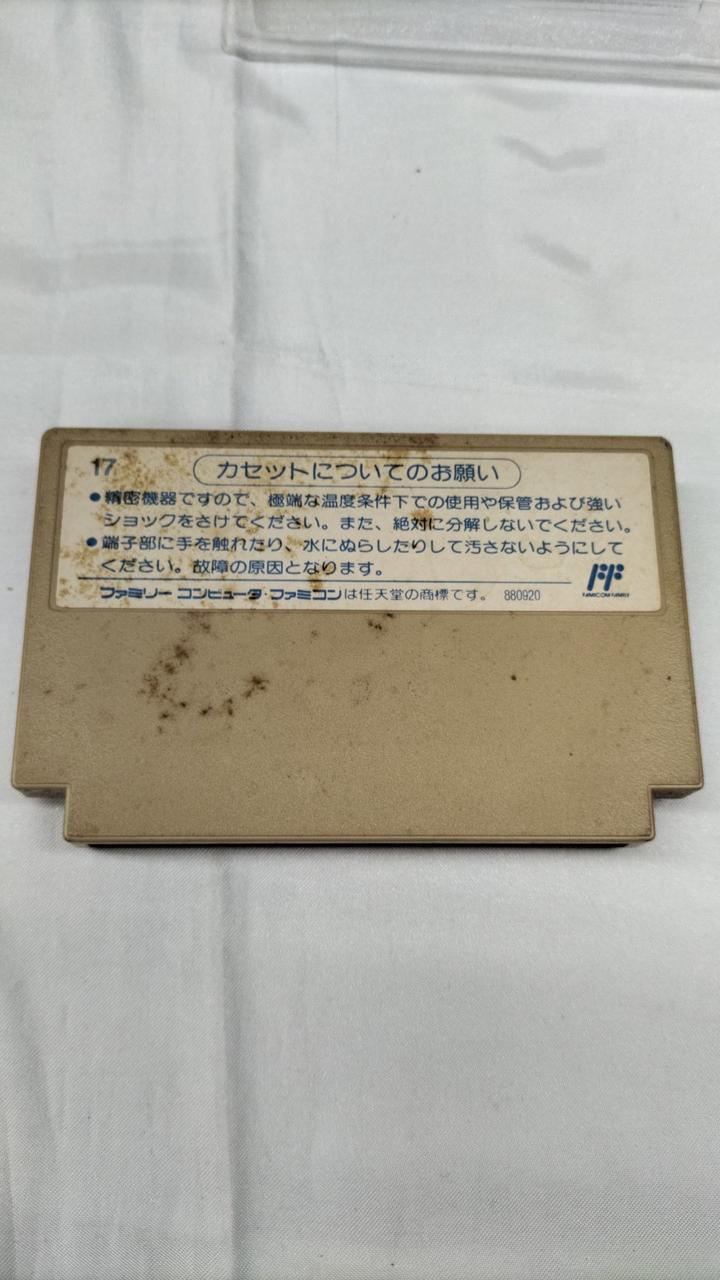 17
カセットについてのお願い
●精密機器ですので、極端な温度条件下での使用や保管および強い
ショックをさけてください。また、絶対に分解しないでください。
●端子部に手を触れたり、水にぬらしたりして汚さないようにして
ください。故障の原因となります。
ファミリー コンピュータ・ファミコンは任天堂の商標です。 880920
FAMICOM FAMILY